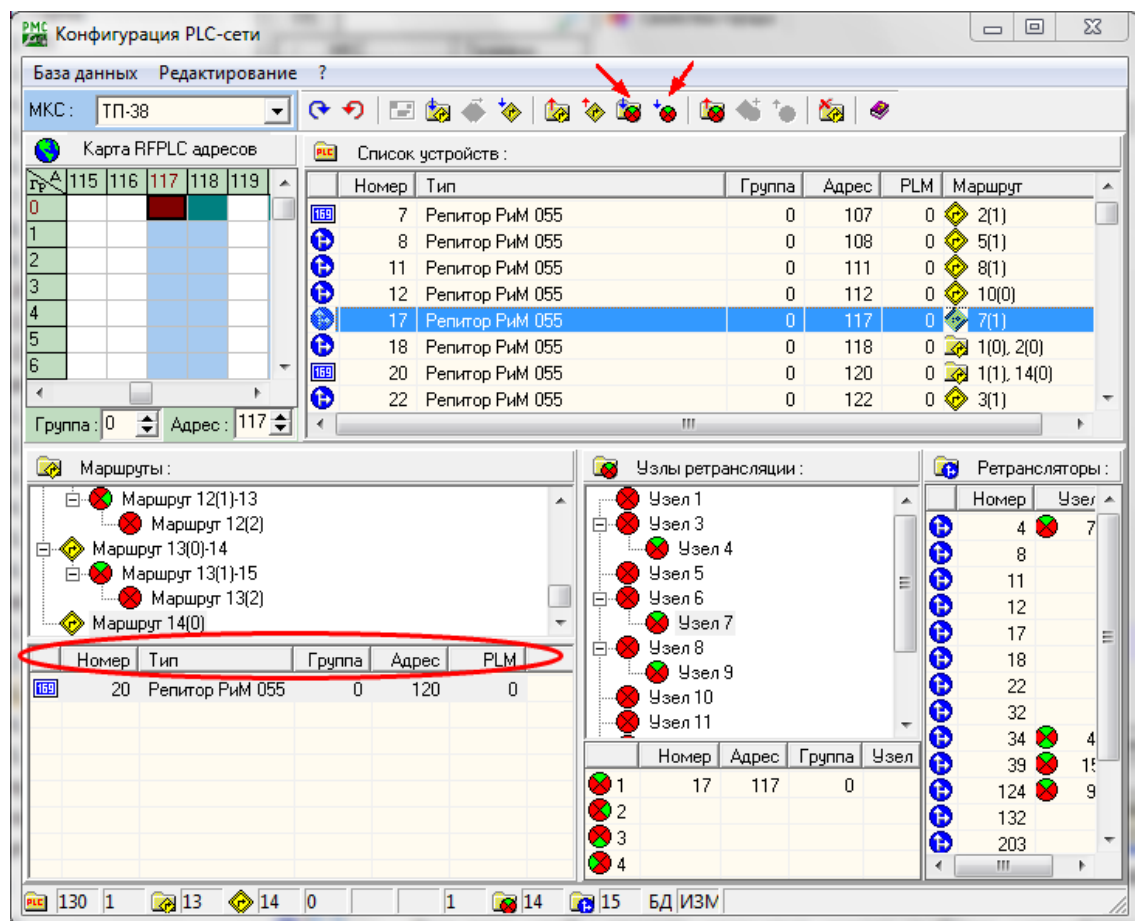 Конфигурация PLC-сети
База данных Редактирование ?
МКС : ТП-38
Карта RFPLC адресов
Гр А 115 116 117 118 119
0
1
2
3
4
5
6
Группа : 0 Адрес : 117
PLC Список устройств :
Номер Тип Группа Адрес PLM Маршрут
169 7 Репитор РиМ 055 0 107 0 2(1)
8 Репитор РиМ 055 0 108 0 5(1)
11 Репитор РиМ 055 0 111 0 8(1)
12 Репитор РиМ 055 0 112 0 10(0)
17 Репитор РиМ 055 0 117 0 7(1)
18 Репитор РиМ 055 0 118 0 1(0), 2(0)
169 20 Репитор РиМ 055 0 120 0 1(1), 14(0)
22 Репитор РиМ 055 0 122 0 3(1)
Маршруты :
Маршрут 12(1)-13
Маршрут 12(2)
Маршрут 13(0)-14
Маршрут 13(1)-15
Маршрут 13(2)
Маршрут 14(0)
Номер Тип Группа Адрес PLM
169 20 Репитор РиМ 055 0 120 0
Узлы ретрансляции :
Узел 1
Узел 3
Узел 4
Узел 5
Узел 6
Узел 7
Узел 8
Узел 9
Узел 10
Узел 11
Номер Адрес Группа Узел
1 17 117 0
2
3
4
Ретрансляторы :
Номер Узел
4 7
8
11
12
17
18
22
32
34 4
39 15
124 9
132
203
PLC 130 1 13 14 0 1 14 15 БД ИЗМ